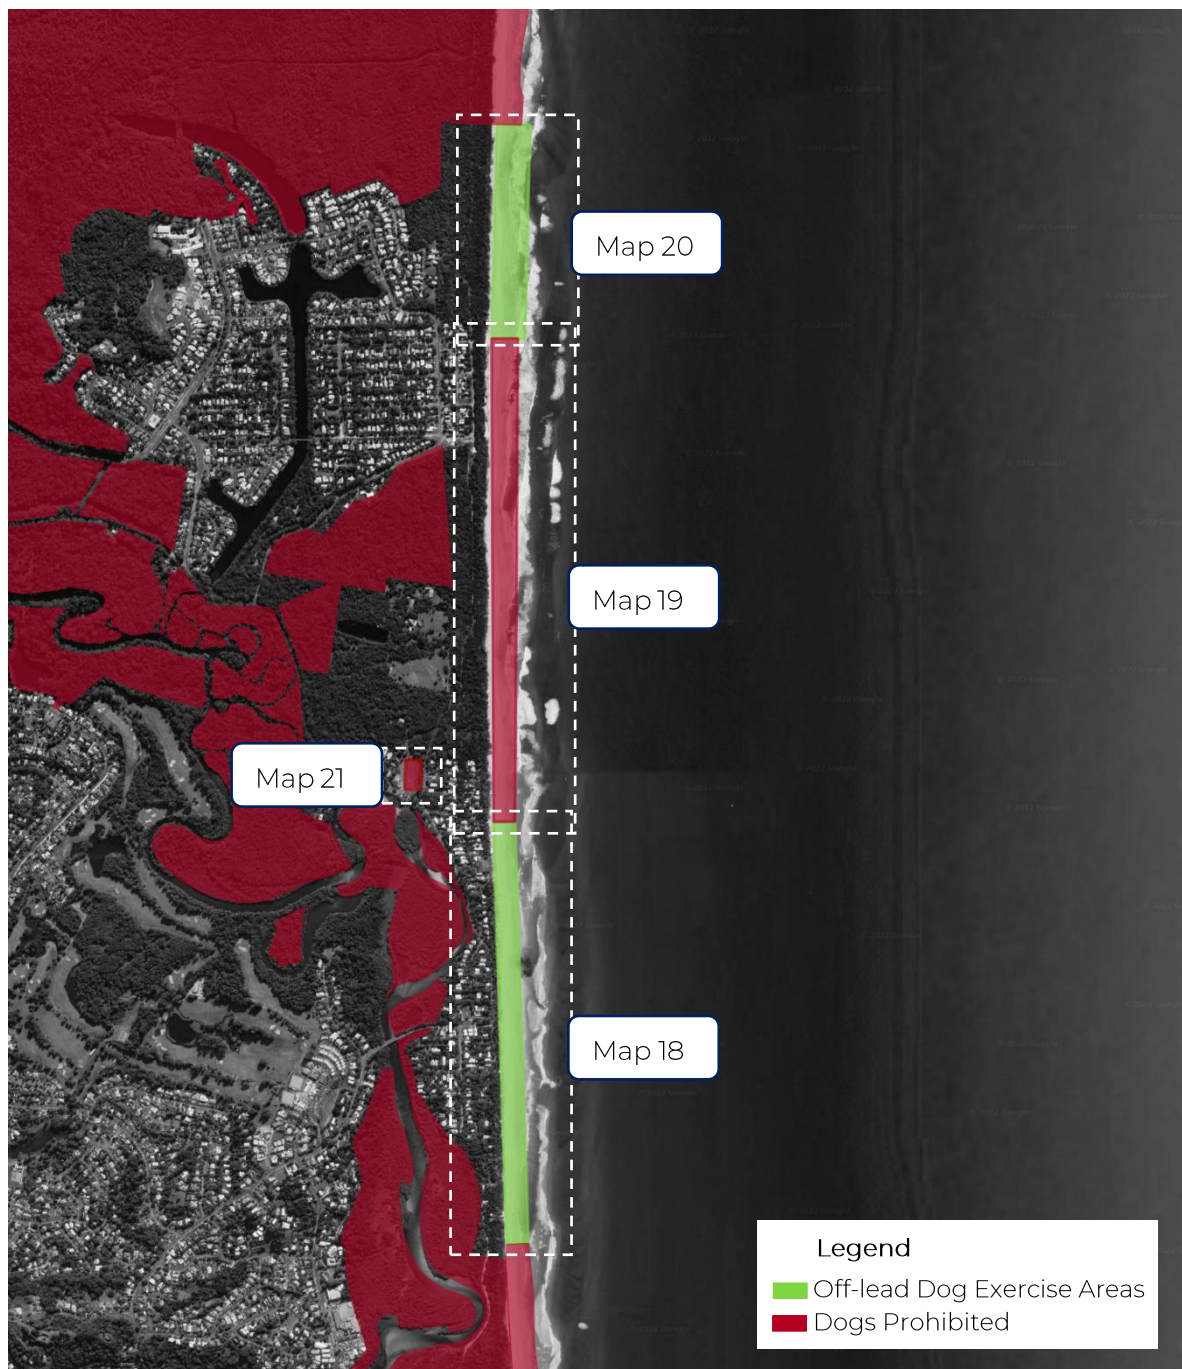 Map 20
Map 19
Map 21
Map 18
Legend
Off-lead Dog Exercise Areas
Dogs Prohibited